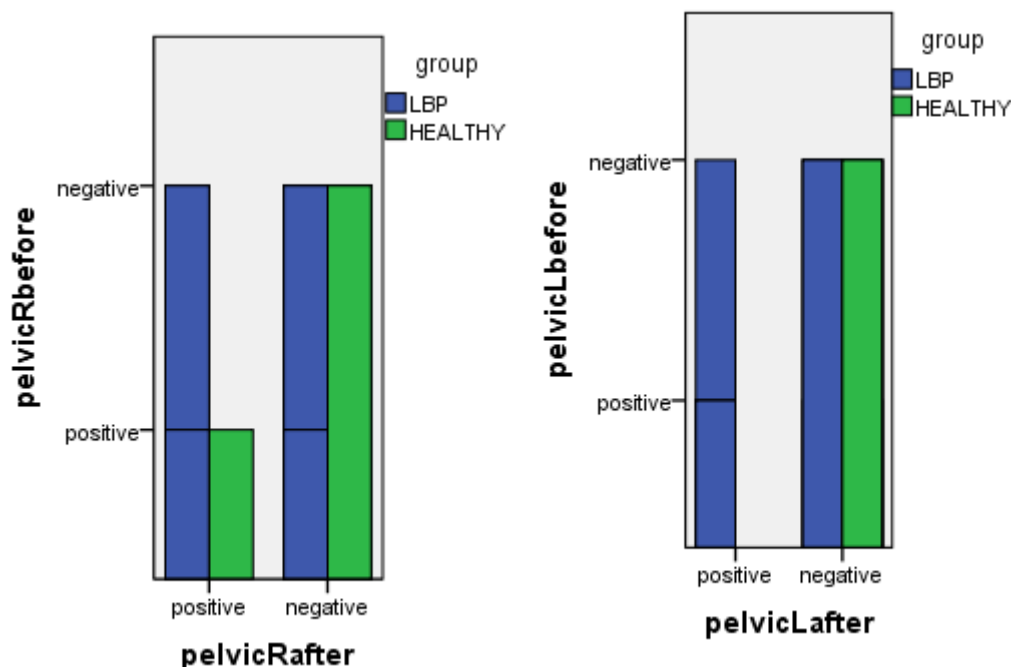 group
LBP
HEALTHY
negative
positive
pelvicRbefore
positive negative
pelvicRafter
group
LBP
HEALTHY
negative
positive
pelvicLbefore
positive negative
pelvicLafter